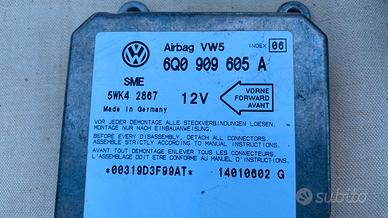 Airbag VW5 INDEX 06
6Q0 909 605 A
SME
5WK4 2867
Made in Germany
12V
VORNE
FORWARD
AVANT
VOR JEDER DEMONTAGE ALLE STECKVERBINDUNGEN LOESEN.
MONTAGE NUR NACH EINBAUANWEISUNG.
BEFORE EVERY DISASSEMBLY, DETACH ALL CONNECTORS
ASSEMBLE STRICTLY ACCORDING TO MANUAL INSTRUCTIONS.
AVANT TOUT DEMONTAGE ENLEVER TOUS LES CONNECTEURS
L'ASSEMBLAGE DOIT ETRE CONFORME AU MANUEL D'INSTRUCTIONS
*00319D3F99AT* 14010602 G
subito